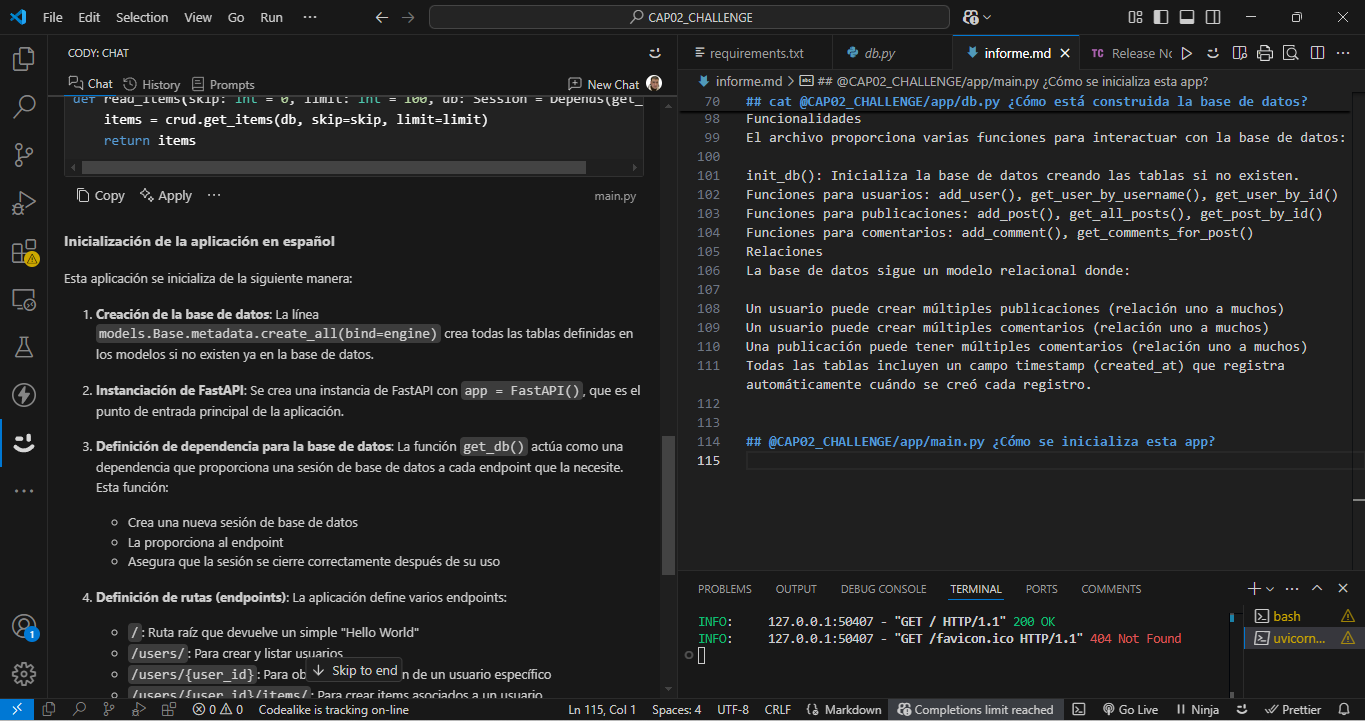 File Edit Selection View Go Run ··· CAP02_CHALLENGE
CODY: CHAT
Chat History Prompts New Chat
def read_items(skip: int = 0, limit: int = 100, db: Session = Depends(get_
items = crud.get_items(db, skip=skip, limit=limit)
return items
Copy Apply ··· main.py
Inicialización de la aplicación en español
Esta aplicación se inicializa de la siguiente manera:
1. Creación de la base de datos: La línea
models.Base.metadata.create_all(bind=engine) crea todas las tablas definidas en
los modelos si no existen ya en la base de datos.
2. Instanciación de FastAPI: Se crea una instancia de FastAPI con app = FastAPI(), que es el
punto de entrada principal de la aplicación.
3. Definición de dependencia para la base de datos: La función get_db() actúa como una
dependencia que proporciona una sesión de base de datos a cada endpoint que la necesite.
Esta función:
Crea una nueva sesión de base de datos
La proporciona al endpoint
Asegura que la sesión se cierre correctamente después de su uso
4. Definición de rutas (endpoints): La aplicación define varios endpoints:
/: Ruta raíz que devuelve un simple "Hello World"
/users/: Para crear y listar usuarios
/users/{user_id}: Para ob n de un usuario específico
Skip to end
/users/{user_id}/items/: Para crear items asociados a un usuario
requirements.txt db.py informe.md TC Release No
informe.md > ## @CAP02_CHALLENGE/app/main.py ¿Cómo se inicializa esta app?
70 ## cat @CAP02_CHALLENGE/app/db.py ¿Cómo está construida la base de datos?
98 Funcionalidades
99 El archivo proporciona varias funciones para interactuar con la base de datos:
100
101 init_db(): Inicializa la base de datos creando las tablas si no existen.
102 Funciones para usuarios: add_user(), get_user_by_username(), get_user_by_id()
103 Funciones para publicaciones: add_post(), get_all_posts(), get_post_by_id()
104 Funciones para comentarios: add_comment(), get_comments_for_post()
105 Relaciones
106 La base de datos sigue un modelo relacional donde:
107
108 Un usuario puede crear múltiples publicaciones (relación uno a muchos)
109 Un usuario puede crear múltiples comentarios (relación uno a muchos)
110 Una publicación puede tener múltiples comentarios (relación uno a muchos)
111 Todas las tablas incluyen un campo timestamp (created_at) que registra
automáticamente cuándo se creó cada registro.
112
113
114 ## @CAP02_CHALLENGE/app/main.py ¿Cómo se inicializa esta app?
115
PROBLEMS OUTPUT DEBUG CONSOLE TERMINAL PORTS COMMENTS
INFO: 127.0.0.1:50407 - "GET / HTTP/1.1" 200 OK
INFO: 127.0.0.1:50407 - "GET /favicon.ico HTTP/1.1" 404 Not Found
bash
uvicorn...
1
0 0 Codealike is tracking on-line Ln 115, Col 1 Spaces: 4 UTF-8 CRLF Markdown Completions limit reached Go Live Ninja Prettier